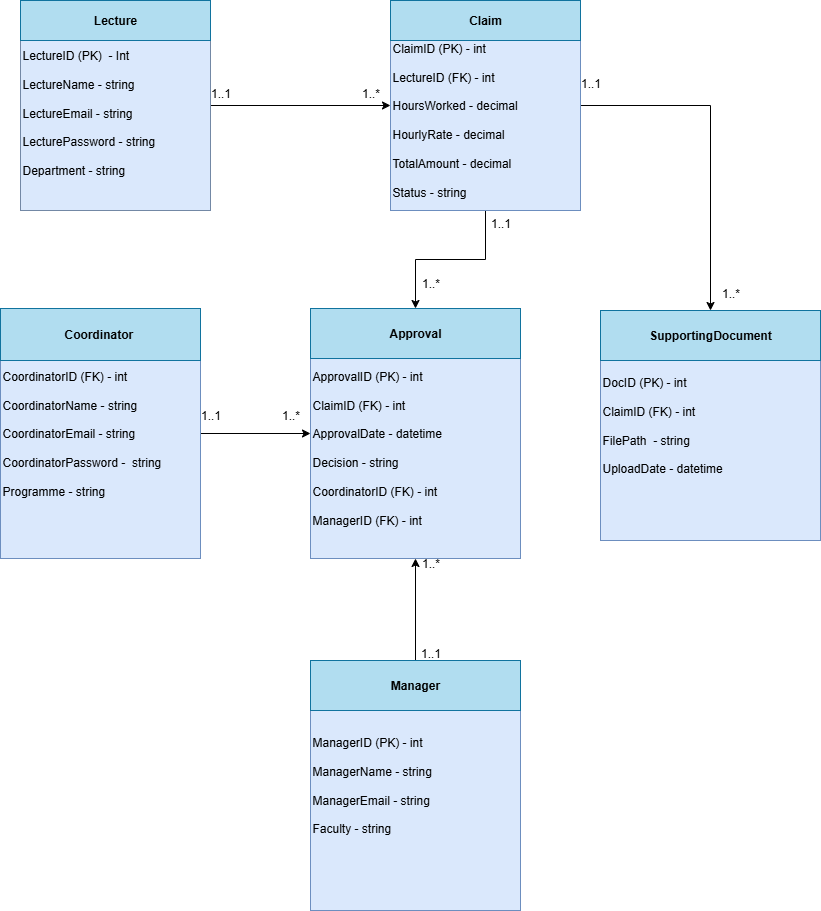 Lecture
LectureID (PK)  - Int
LectureName - string
LectureEmail - string
LecturePassword - string
Department - string
1..1
1..*
Claim
ClaimID (PK) - int
LectureID (FK) - int
HoursWorked - decimal
HourlyRate - decimal
TotalAmount - decimal
Status - string
1..1
1..1
1..*
1..*
Coordinator
CoordinatorID (FK) - int
CoordinatorName - string
CoordinatorEmail - string
CoordinatorPassword -  string
Programme - string
1..1
1..*
Approval
ApprovalID (PK) - int
ClaimID (FK) - int
ApprovalDate - datetime
Decision - string
CoordinatorID (FK) - int
ManagerID (FK) - int
SupportingDocument
DocID (PK) - int
ClaimID (FK) - int
FilePath  - string
UploadDate - datetime
1..*
1..1
Manager
ManagerID (PK) - int
ManagerName - string
ManagerEmail - string
Faculty - string